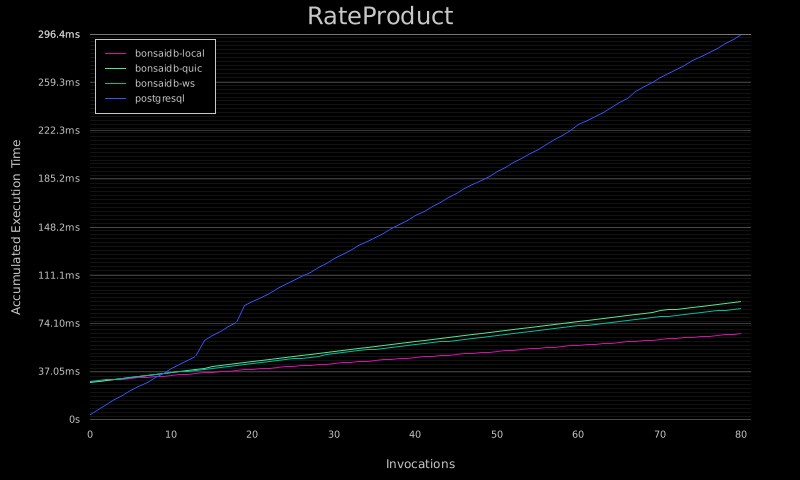 RateProduct
296.4ms
bonsaidb-local
bonsaidb-quic
bonsaidb-ws
postgresql
259.3ms
222.3ms
185.2ms
148.2ms
111.1ms
74.10ms
37.05ms
0s
Accumulated Execution Time
0 10 20 30 40 50 60 70 80
Invocations